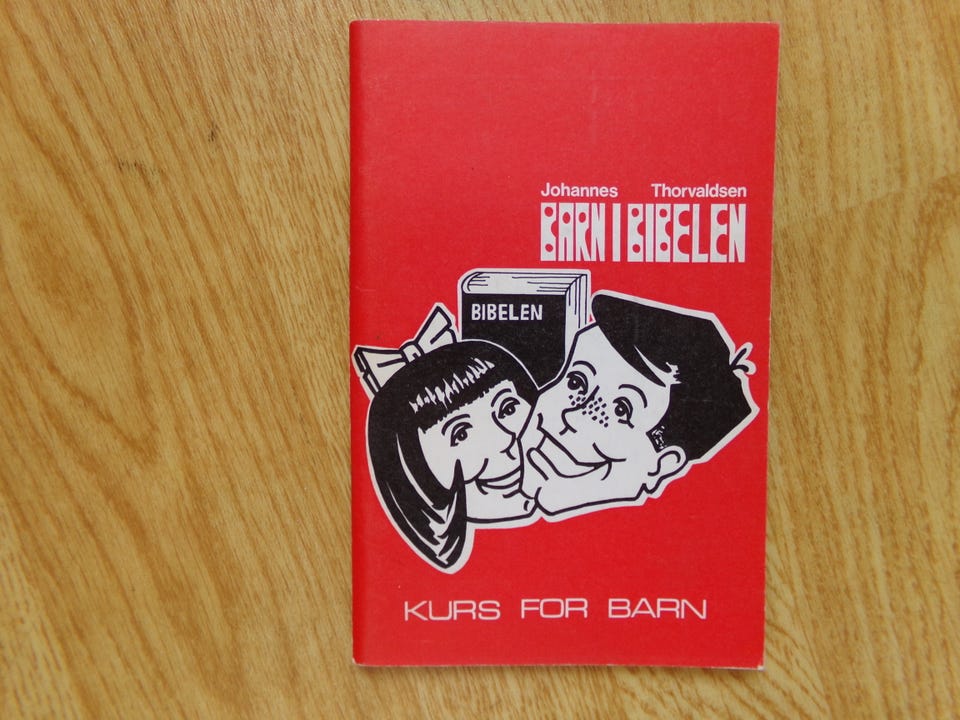 Johannes Thorvaldsen
BARN I BIBELEN
BIBELEN
KURS FOR BARN